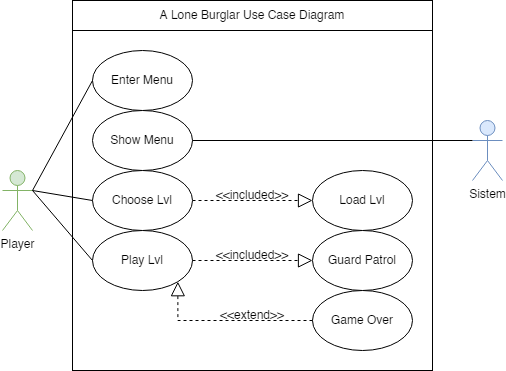 A Lone Burglar Use Case Diagram
Enter Menu
Show Menu
Choose Lvl
<<included>>
Load Lvl
Sistem
Player
Play Lvl
<<included>>
Guard Patrol
<<extend>>
Game Over